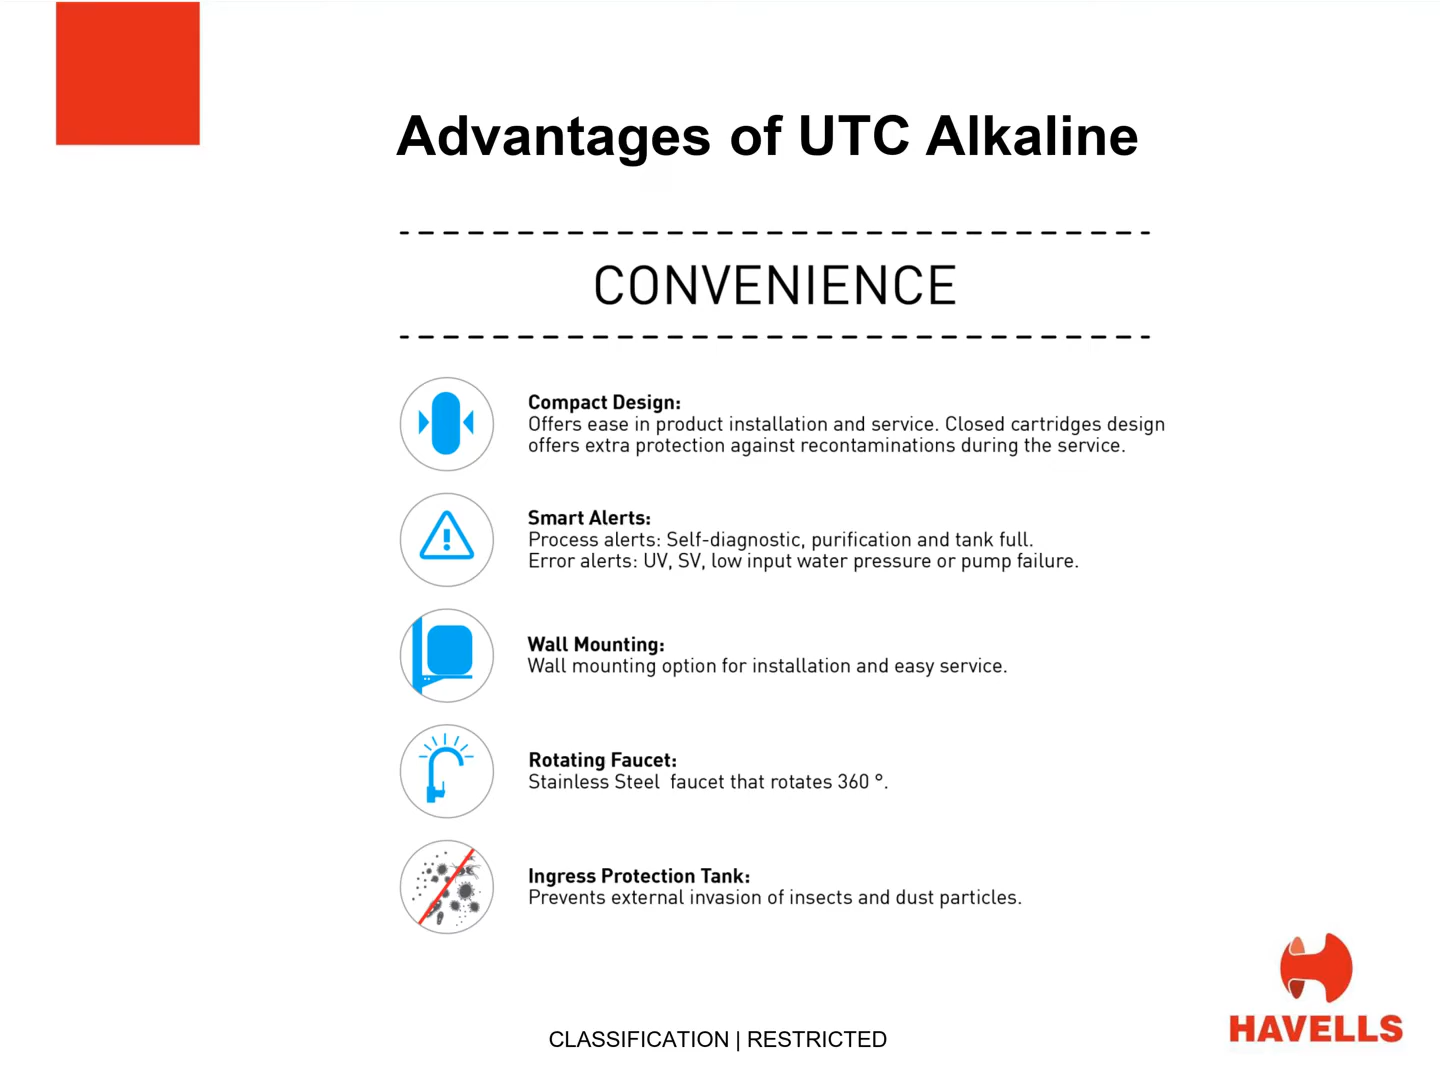 Advantages of UTC Alkaline
CONVENIENCE
Compact Design:
Offers ease in product installation and service. Closed cartridges design
offers extra protection against recontaminations during the service.
Smart Alerts:
Process alerts: Self-diagnostic, purification and tank full.
Error alerts: UV, SV, low input water pressure or pump failure.
Wall Mounting:
Wall mounting option for installation and easy service.
Rotating Faucet:
Stainless Steel  faucet that rotates 360 °.
Ingress Protection Tank:
Prevents external invasion of insects and dust particles.
HAVELLS
CLASSIFICATION | RESTRICTED